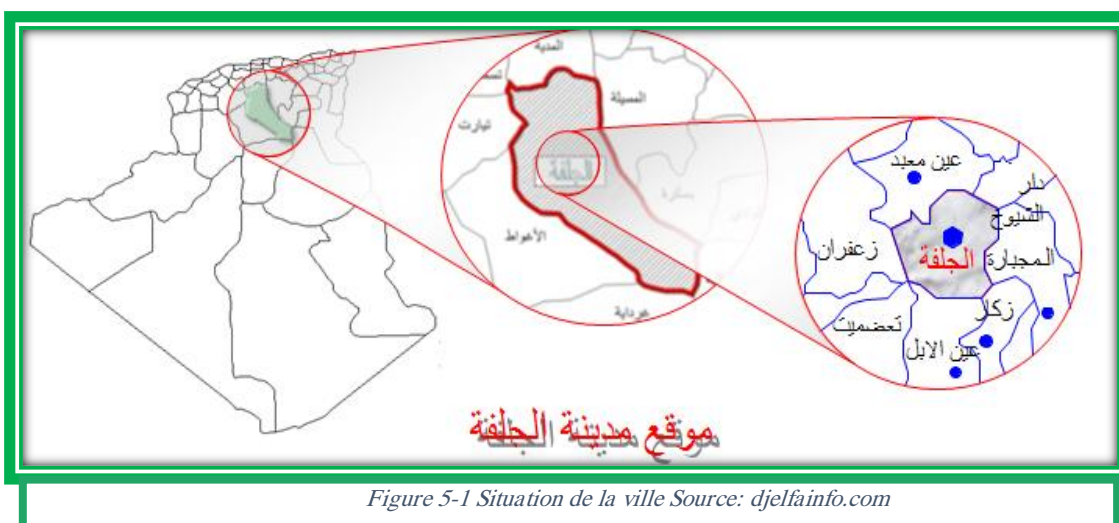 المدية
المسيلة
تيارت
الجلفة
بسكرة
الأغواط
غرداية
عين معبد
دار
الشيوخ
زعفران
الجلفة
المجبارة
تعضميت
زكار
عين الابل
موقع مدينة الجلفة
Figure 5-1 Situation de la ville Source: djelfainfo.com